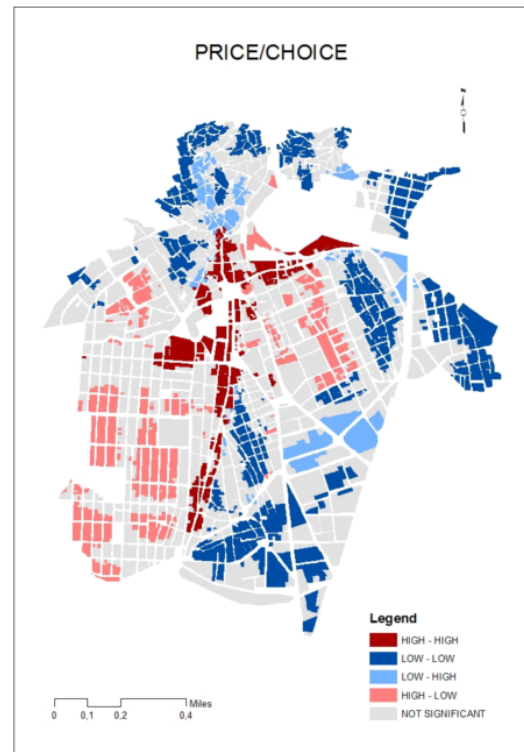 PRICE/CHOICE
N
Legend
HIGH - HIGH
LOW - LOW
LOW - HIGH
HIGH - LOW
NOT SIGNIFICANT
Miles
0 0,1 0,2 0,4